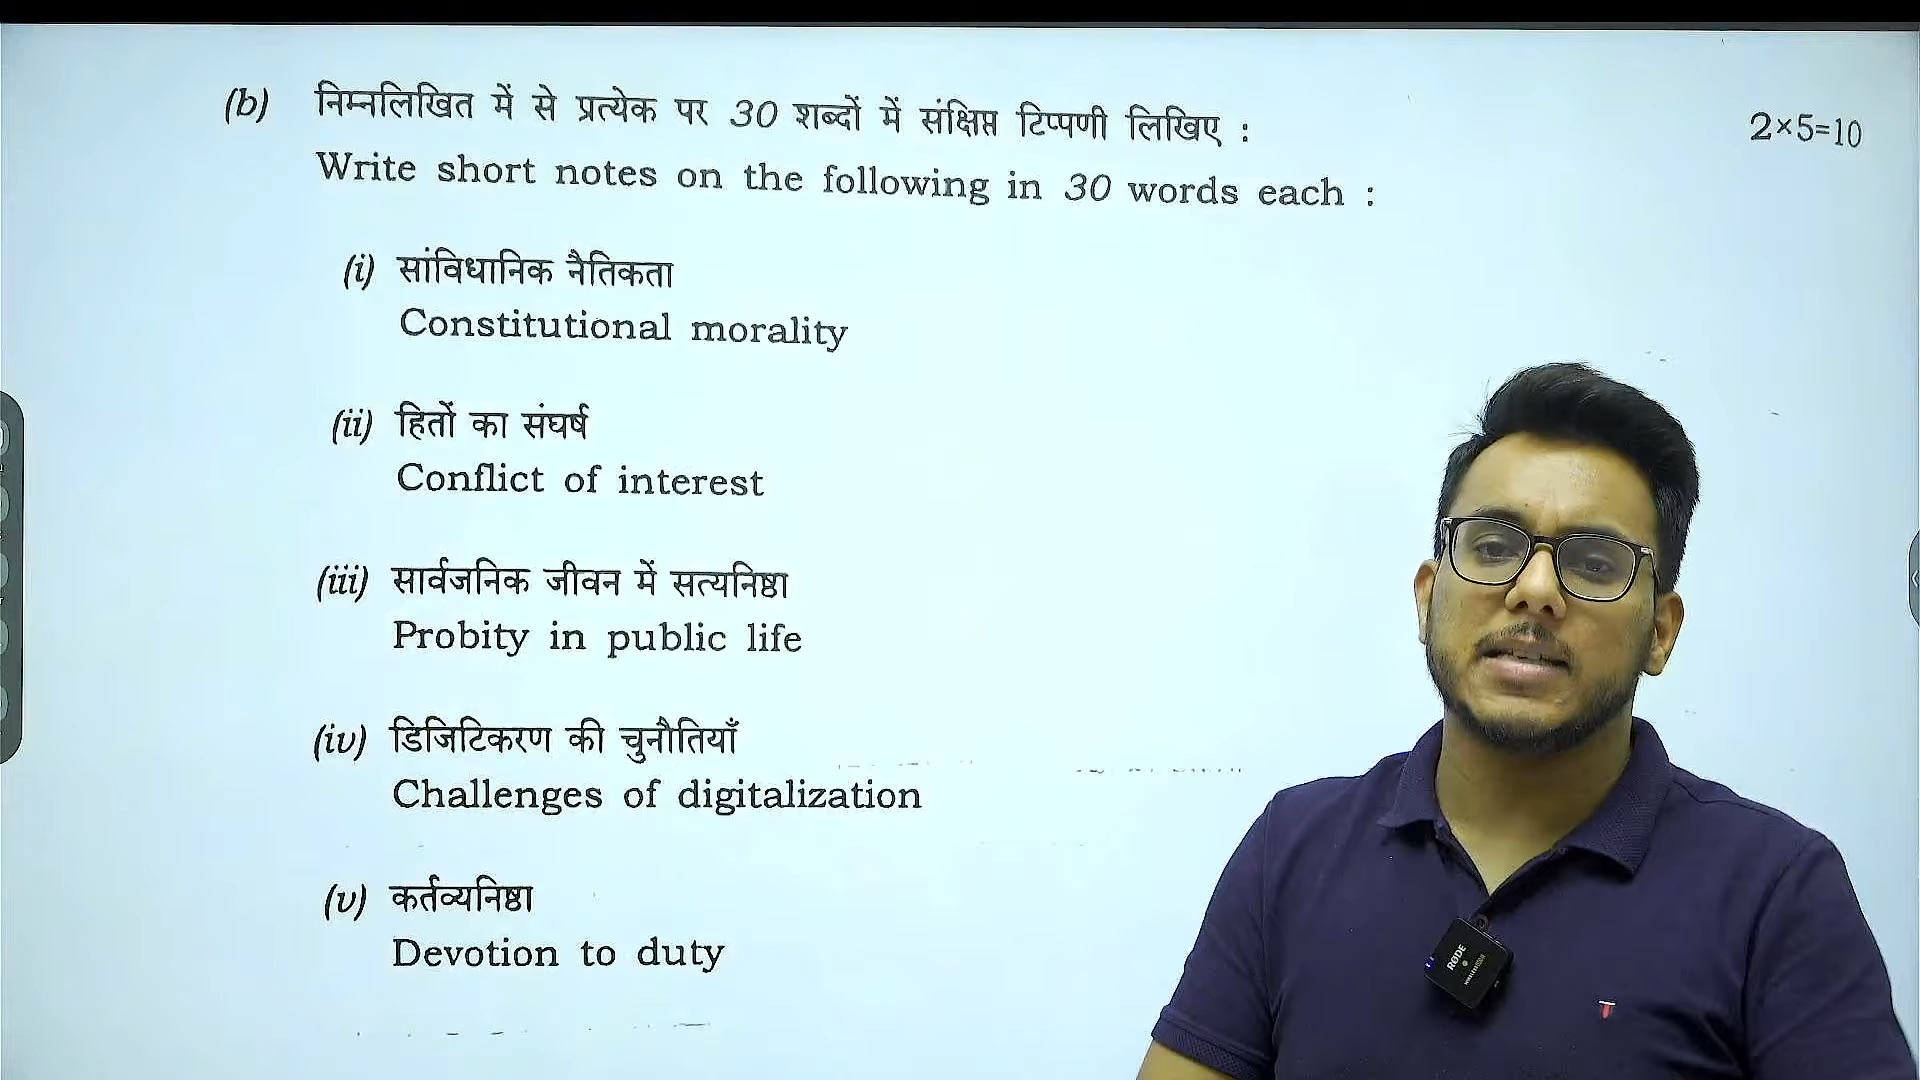 (b) निम्नलिखित में से प्रत्येक पर 30 शब्दों में संक्षिप्त टिप्पणी लिखिए : 2×5=10
Write short notes on the following in 30 words each :
(i) सांविधानिक नैतिकता
Constitutional morality
(ii) हितों का संघर्ष
Conflict of interest
(iii) सार्वजनिक जीवन में सत्यनिष्ठा
Probity in public life
(iv) डिजिटिकरण की चुनौतियाँ
Challenges of digitalization
(v) कर्तव्यनिष्ठा
Devotion to duty
RØDE